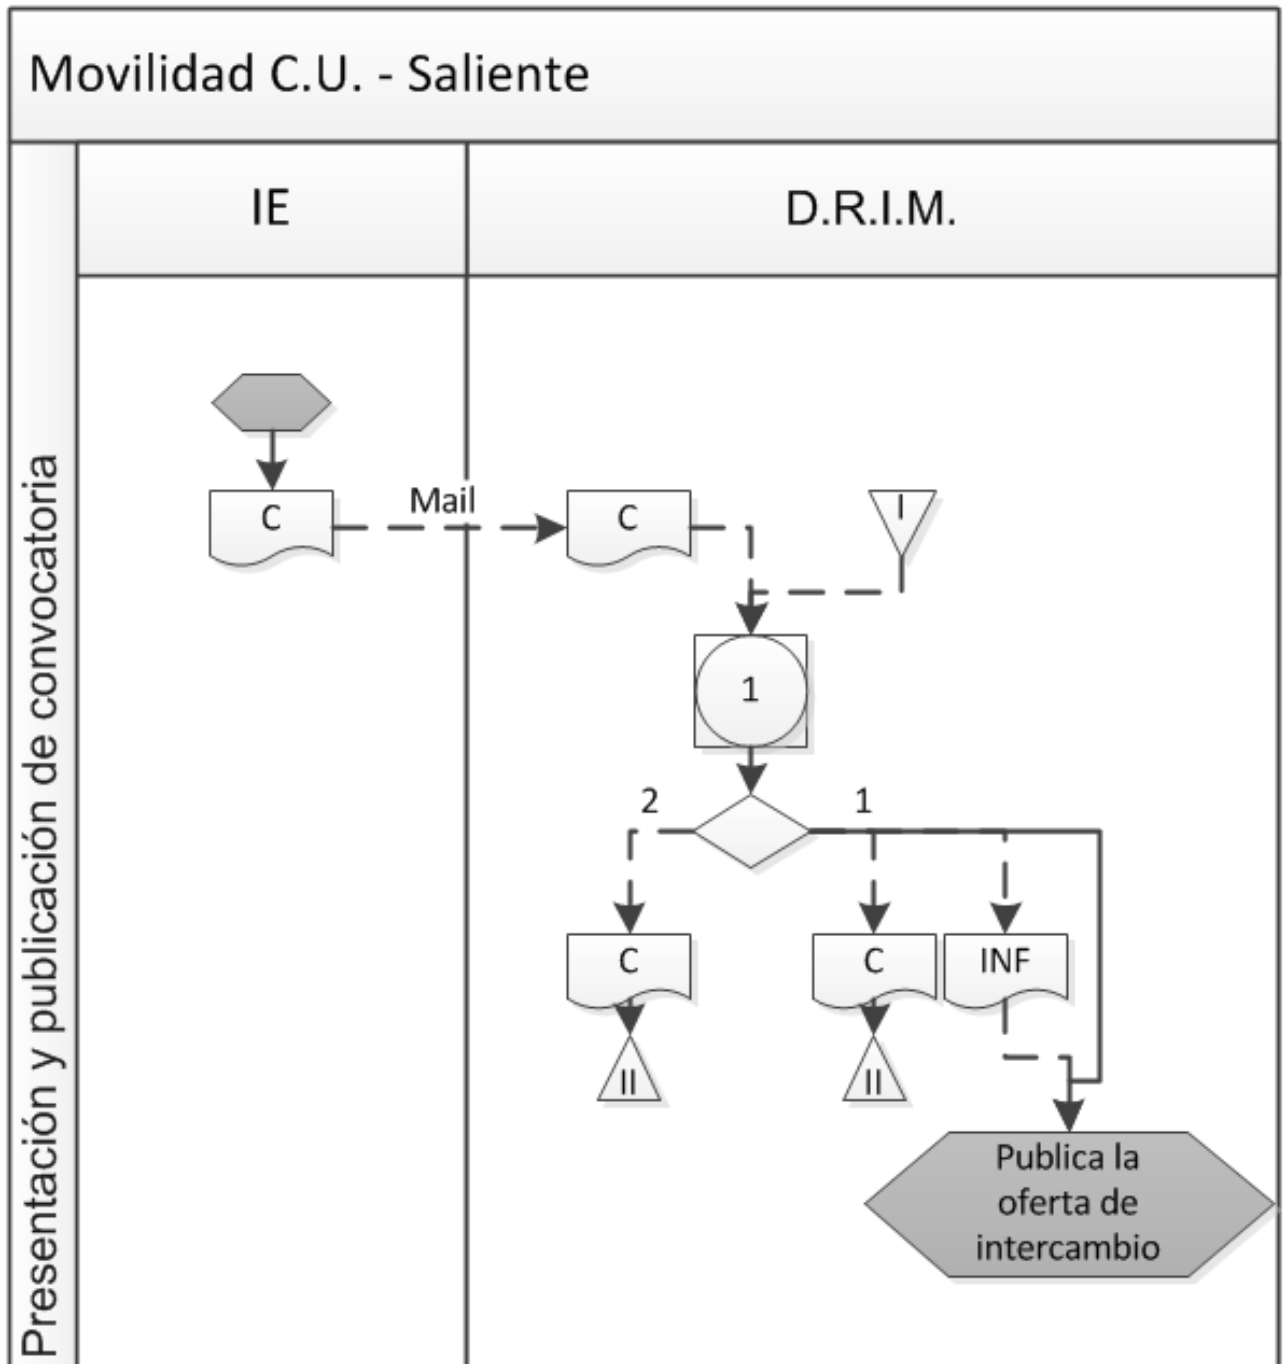 Movilidad C.U. - Saliente
Presentación y publicación de convocatoria
IE
D.R.I.M.
C
Mail
C
I
1
2
1
C
C
INF
II
II
Publica la
oferta de
intercambio